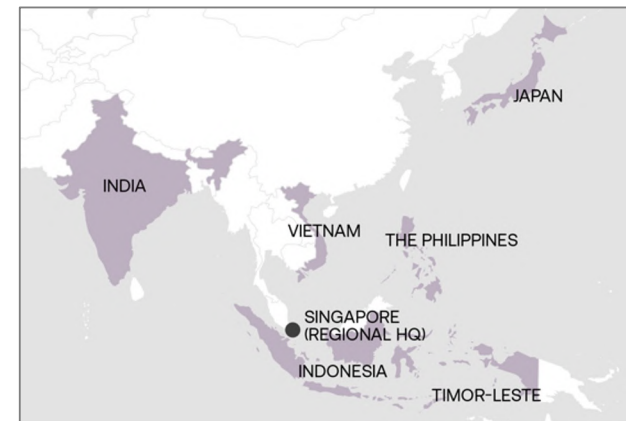 JAPAN
INDIA
VIETNAM
THE PHILIPPINES
SINGAPORE
(REGIONAL HQ)
INDONESIA
TIMOR-LESTE